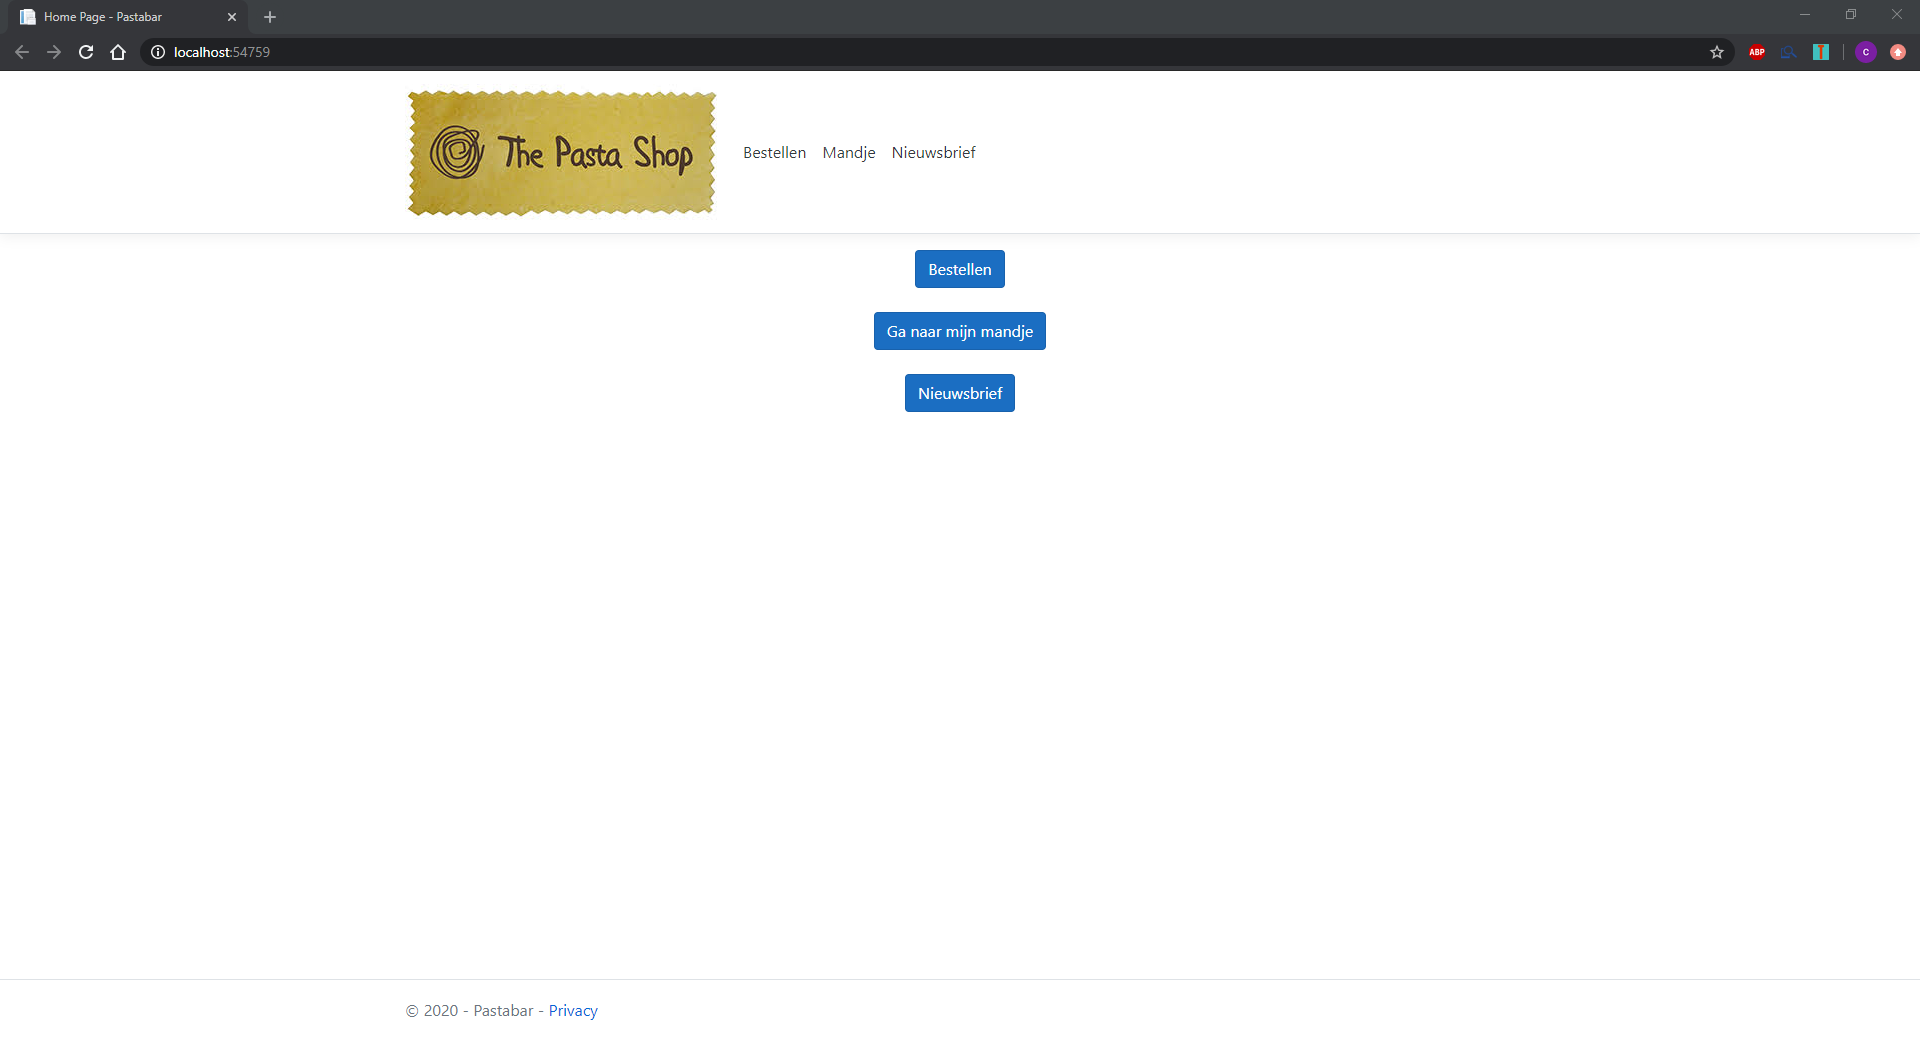 Home Page - Pastabar
localhost:54759
ABP
C
The Pasta Shop
Bestellen Mandje Nieuwsbrief
Bestellen
Ga naar mijn mandje
Nieuwsbrief
© 2020 - Pastabar - Privacy